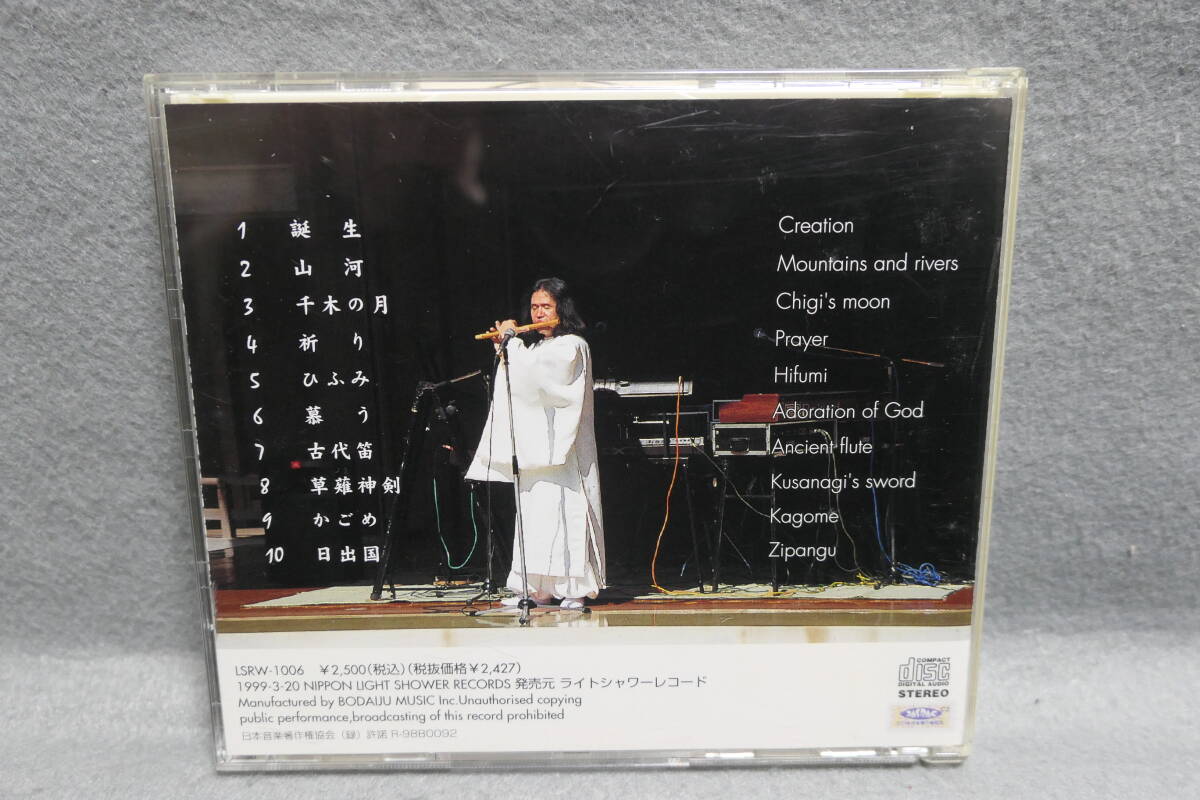 1 誕生 Creation
2 山河 Mountains and rivers
3 千木の月 Chigi's moon
4 祈り Prayer
5 ひふみ Hifumi
6 慕う Adoration of God
7 古代笛 Ancient flute
8 草薙神剣 Kusanagi's sword
9 かごめ Kagome
10 日出国 Zipangu
LSRW-1006 ¥2,500(税込)(税抜価格¥2,427)
1999-3-20 NIPPON LIGHT SHOWER RECORDS 発売元 ライトシャワーレコード
Manufactured by BODAIJU MUSIC Inc.Unauthorised copying
public performance,broadcasting of this record prohibited
日本音楽著作権協会(録)許諾 R-9880092
COMPACT
disc
DIGITAL AUDIO
STEREO